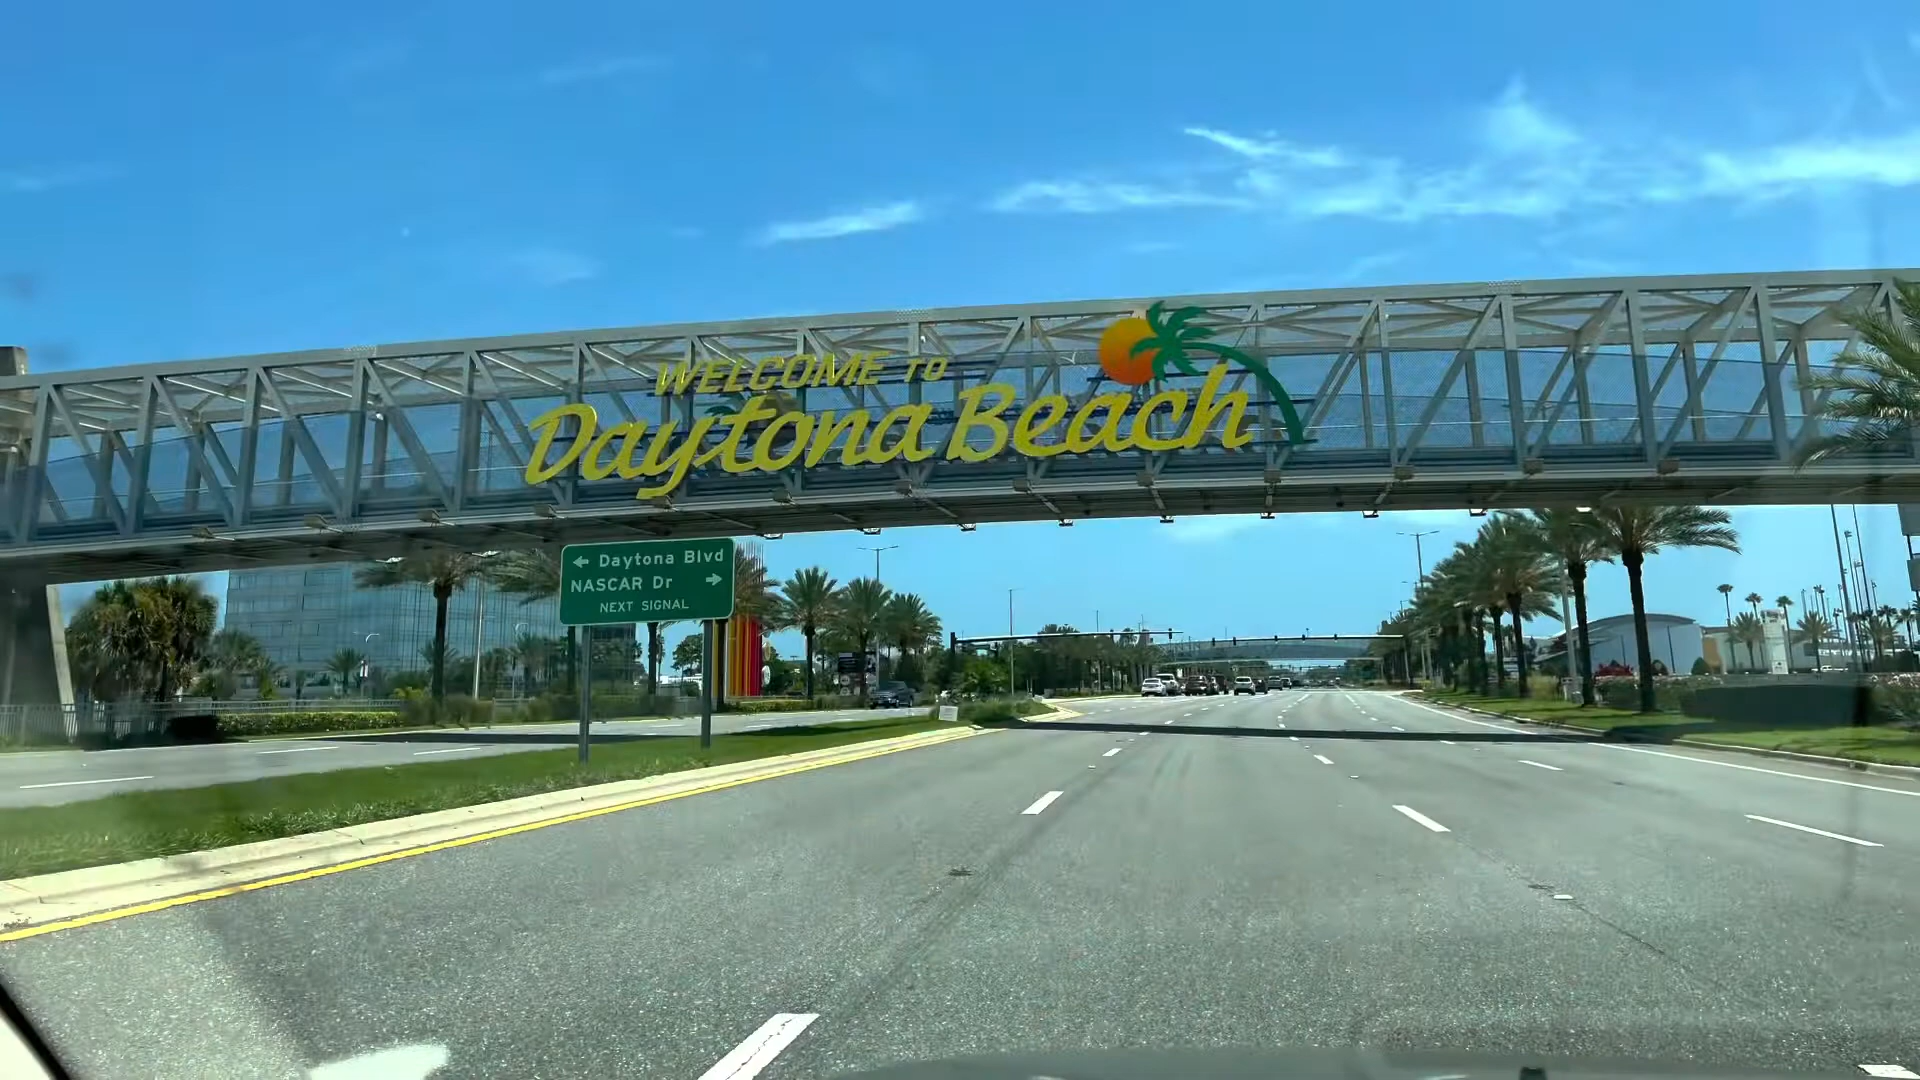 WELCOME TO
Daytona Beach
← Daytona Blvd
NASCAR Dr →
NEXT SIGNAL